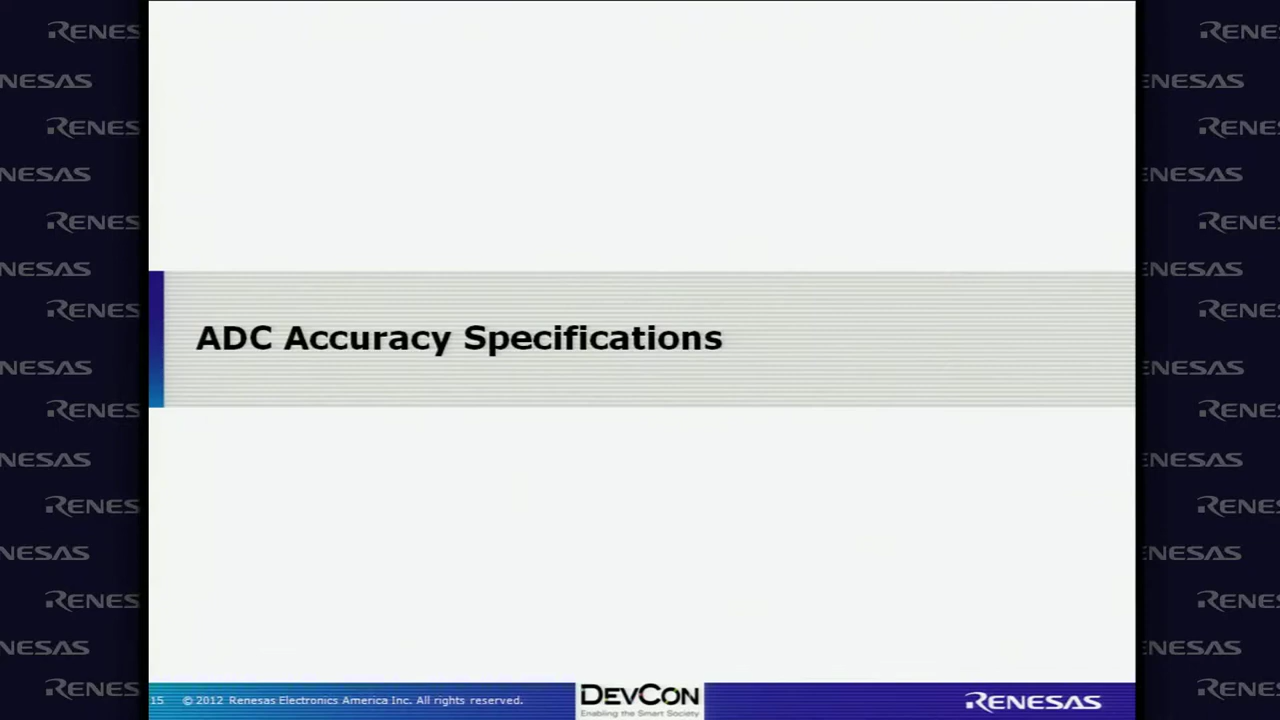 ADC Accuracy Specifications
15 © 2012 Renesas Electronics America Inc. All rights reserved.
DEVCON
Enabling the Smart Society
RENESAS